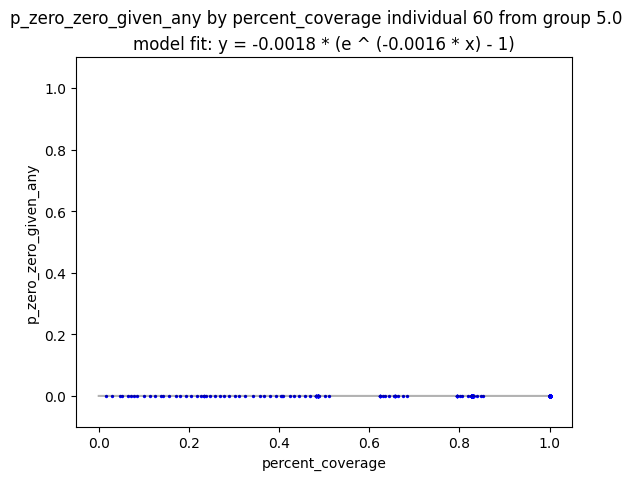 p_zero_zero_given_any by percent_coverage individual 60 from group 5.0
model fit: y = -0.0018 * (e ^ (-0.0016 * x) - 1)
1.0
0.8
0.6
0.4
0.2
0.0
p_zero_zero_given_any
0.0 0.2 0.4 0.6 0.8 1.0
percent_coverage